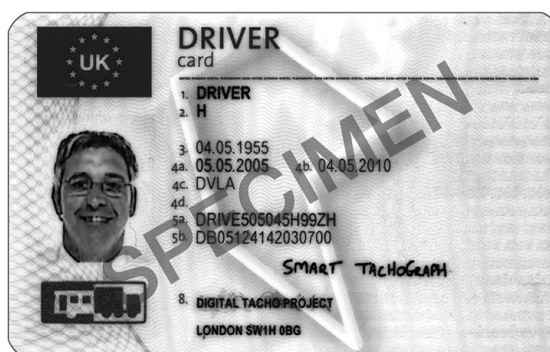 UK
DRIVER
card
1. DRIVER
2. H
3. 04.05.1955
4a. 05.05.2005 4b. 04.05.2010
4c. DVLA
4d.
5a. DRIVE505045H99ZH
5b. DB05124142030700
SPECIMEN
SMART TACHOGRAPH
8. DIGITAL TACHO PROJECT
LONDON SW1H 0BG